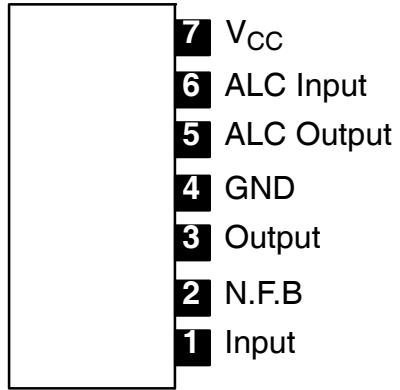 7 VCC
6 ALC Input
5 ALC Output
4 GND
3 Output
2 N.F.B
1 Input